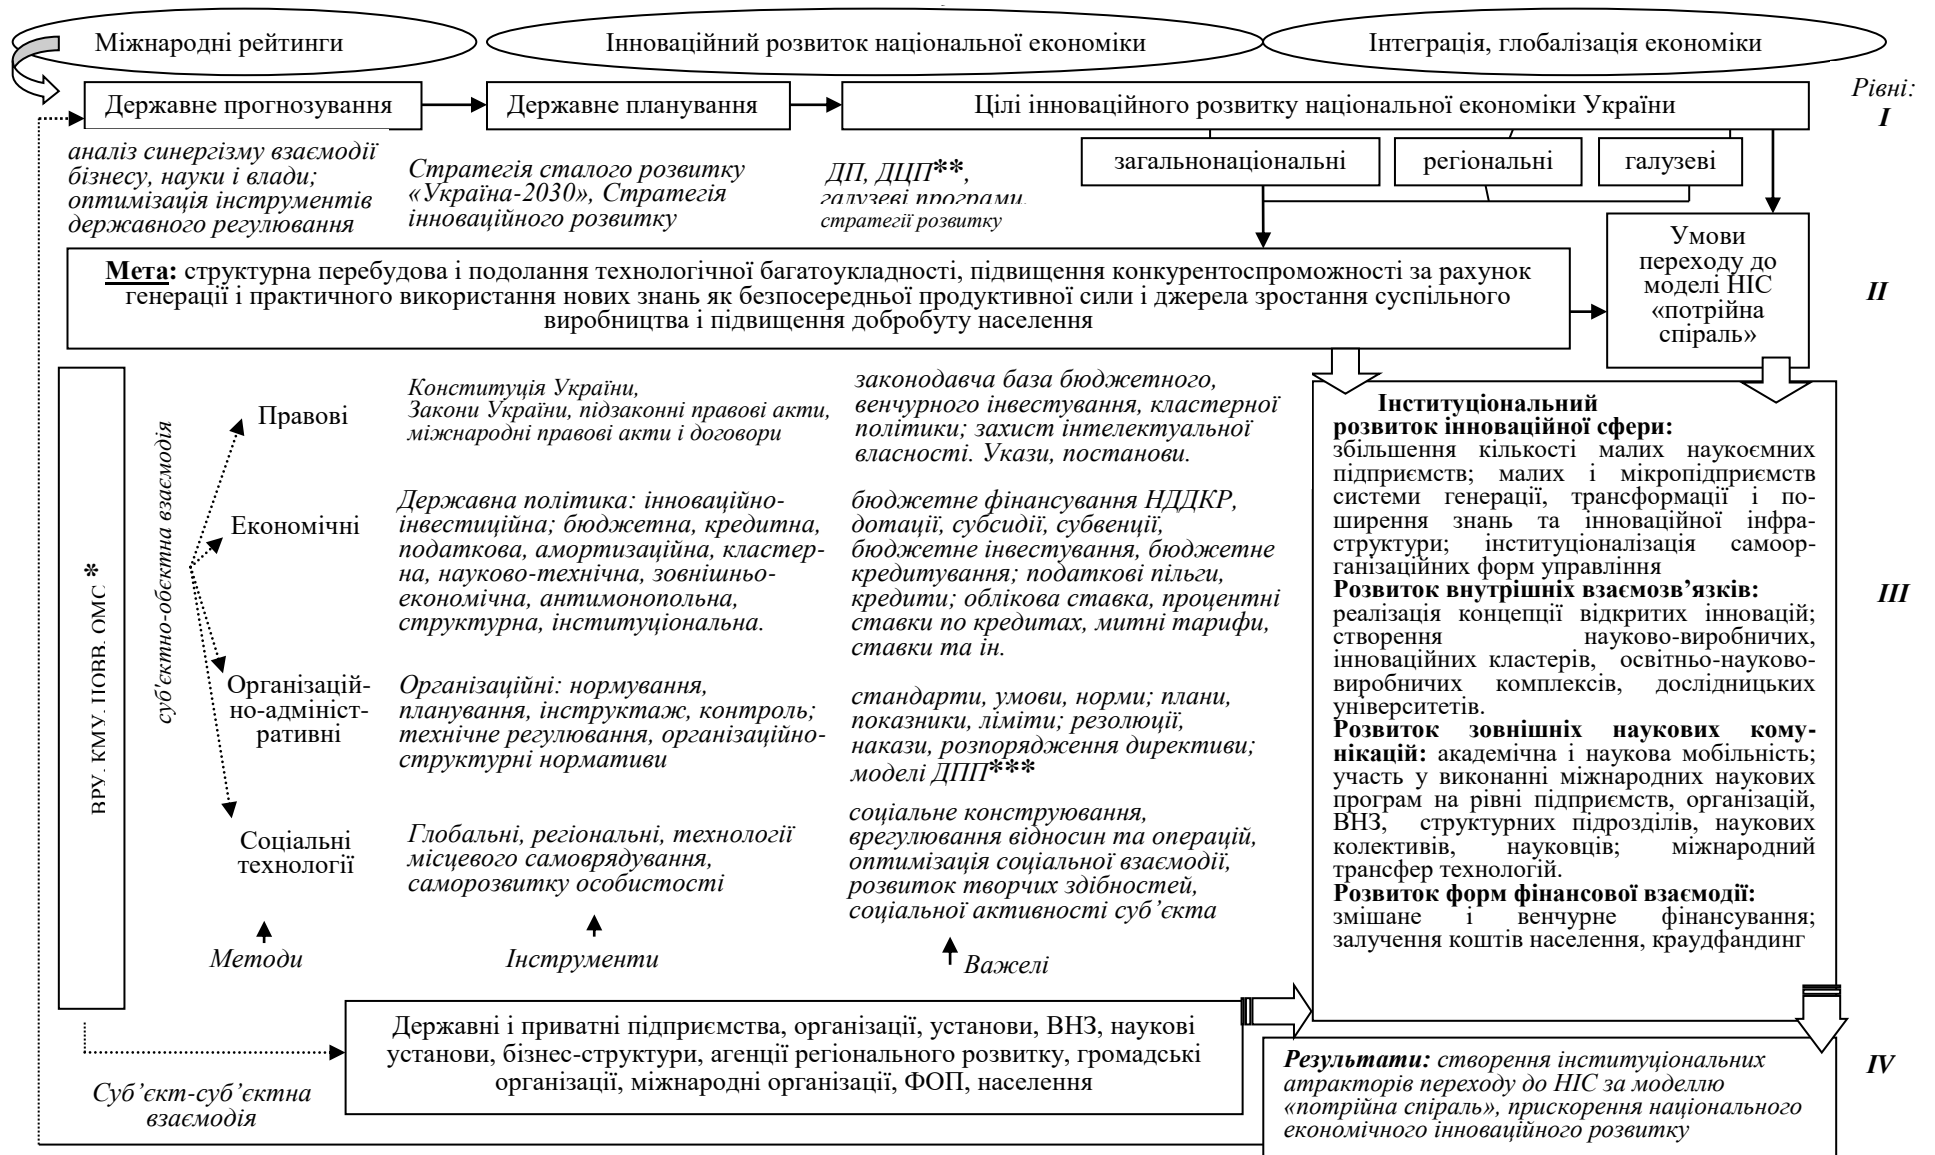 Міжнародні рейтинги
Інноваційний розвиток національної економіки
Інтеграція, глобалізація економіки
Рівні:
I
Державне прогнозування
Державне планування
Цілі інноваційного розвитку національної економіки України
аналіз синергізму взаємодії
бізнесу, науки і влади;
оптимізація інструментів
державного регулювання
Стратегія сталого розвитку
«Україна-2030», Стратегія
інноваційного розвитку
ДП, ДЦП**,
галузеві програми,
стратегії розвитку
загальнонаціональні
регіональні
галузеві
Умови
переходу до
моделі НІС
«потрійна
спіраль»
Мета: структурна перебудова і подолання технологічної багатоукладності, підвищення конкурентоспроможності за рахунок
генерації і практичного використання нових знань як безпосередньої продуктивної сили і джерела зростання суспільного
виробництва і підвищення добробуту населення
II
ВРУ, КМУ, ЦОВВ, ОМС *
суб'єктно-обєктна взаємодія
Правові
Конституція України,
Закони України, підзаконні правові акти,
міжнародні правові акти і договори
законодавча база бюджетного,
венчурного інвестування, кластерної
політики; захист інтелектуальної
власності. Укази, постанови.
Економічні
Державна політика: інноваційно-
інвестиційна; бюджетна, кредитна,
податкова, амортизаційна, кластер-
на, науково-технічна, зовнішньо-
економічна, антимонопольна,
структурна, інституціональна.
бюджетне фінансування НДДКР,
дотації, субсидії, субвенції,
бюджетне інвестування, бюджетне
кредитування; податкові пільги,
кредити; облікова ставка, процентні
ставки по кредитах, митні тарифи,
ставки та ін.
Організацій-
но-адмініст-
ративні
Організаційні: нормування,
планування, інструктаж, контроль;
технічне регулювання, організаційно-
структурні нормативи
стандарти, умови, норми; плани,
показники, ліміти; резолюції,
накази, розпорядження директиви;
моделі ДПП***
Соціальні
технології
Глобальні, регіональні, технології
місцевого самоврядування,
саморозвитку особистості
соціальне конструювання,
врегулювання відносин та операцій,
оптимізація соціальної взаємодії,
розвиток творчих здібностей,
соціальної активності суб’єкта
Методи
Інструменти
Важелі
Інституціональний
розвиток інноваційної сфери:
збільшення кількості малих наукоємних
підприємств; малих і мікропідприємств
системи генерації, трансформації і по-
ширення знань та інноваційної інфра-
структури; інституціоналізація самоор-
ганізаційних форм управління
Розвиток внутрішніх взаємозв’язків:
реалізація концепції відкритих інновацій;
створення науково-виробничих,
інноваційних кластерів, освітньо-науково-
виробничих комплексів, дослідницьких
університетів.
Розвиток зовнішніх наукових кому-
нікацій: академічна і наукова мобільність;
участь у виконанні міжнародних наукових
програм на рівні підприємств, організацій,
ВНЗ, структурних підрозділів, наукових
колективів, науковців; міжнародний
трансфер технологій.
Розвиток форм фінансової взаємодії:
змішане і венчурне фінансування;
залучення коштів населення, краудфандинг
III
Державні і приватні підприємства, організації, установи, ВНЗ, наукові
установи, бізнес-структури, агенції регіонального розвитку, громадські
організації, міжнародні організації, ФОП, населення
Суб’єкт-суб’єктна
взаємодія
Результати: створення інституціональних
атракторів переходу до НІС за моделлю
«потрійна спіраль», прискорення національного
економічного інноваційного розвитку
IV